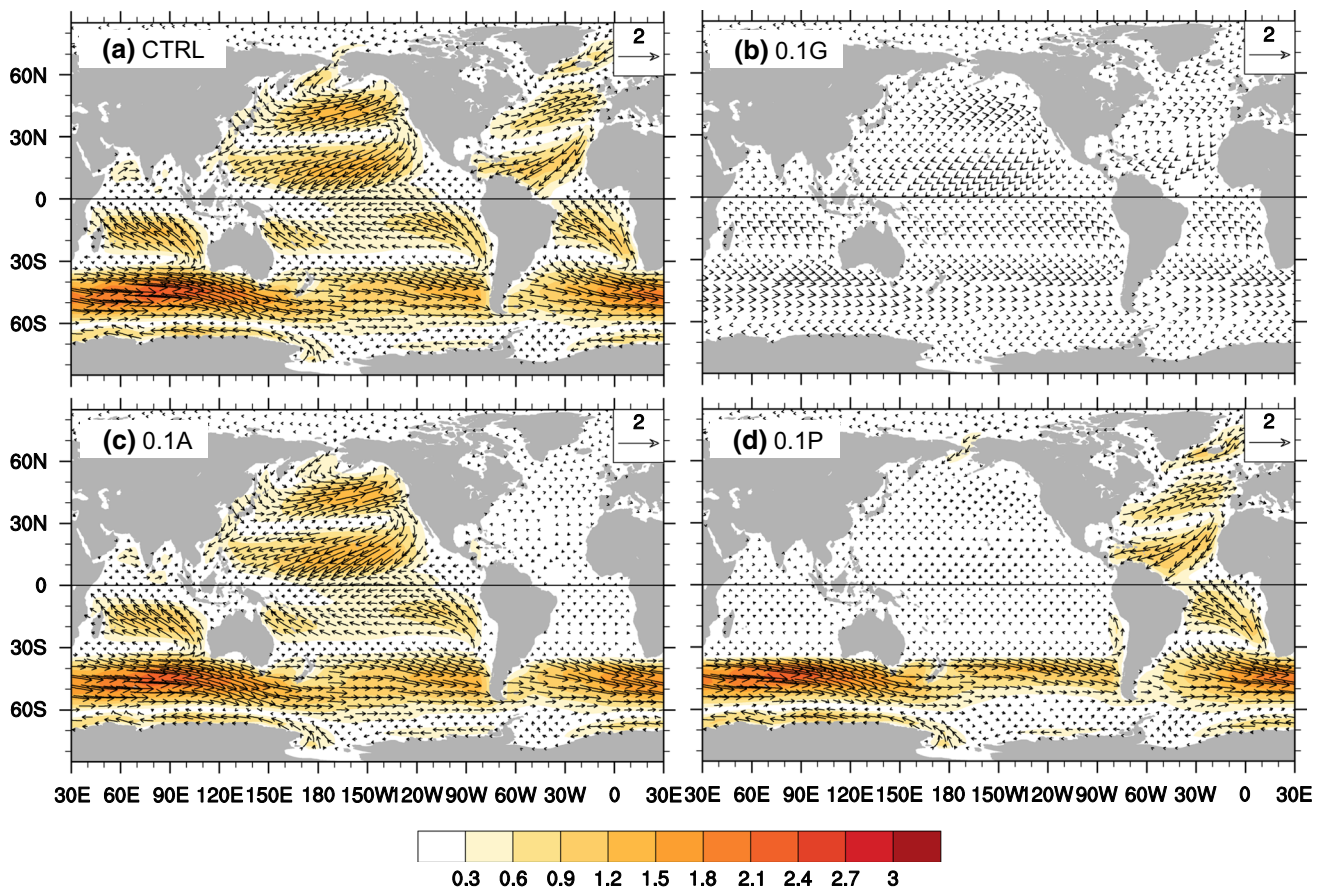 (a) CTRL
2
(b) 0.1G
2
60N
30N
0
30S
60S
(c) 0.1A
2
(d) 0.1P
2
60N
30N
0
30S
60S
30E 60E 90E 120E 150E 180 150W 120W 90W 60W 30W 0 30E
30E 60E 90E 120E 150E 180 150W 120W 90W 60W 30W 0 30E
0.3 0.6 0.9 1.2 1.5 1.8 2.1 2.4 2.7 3